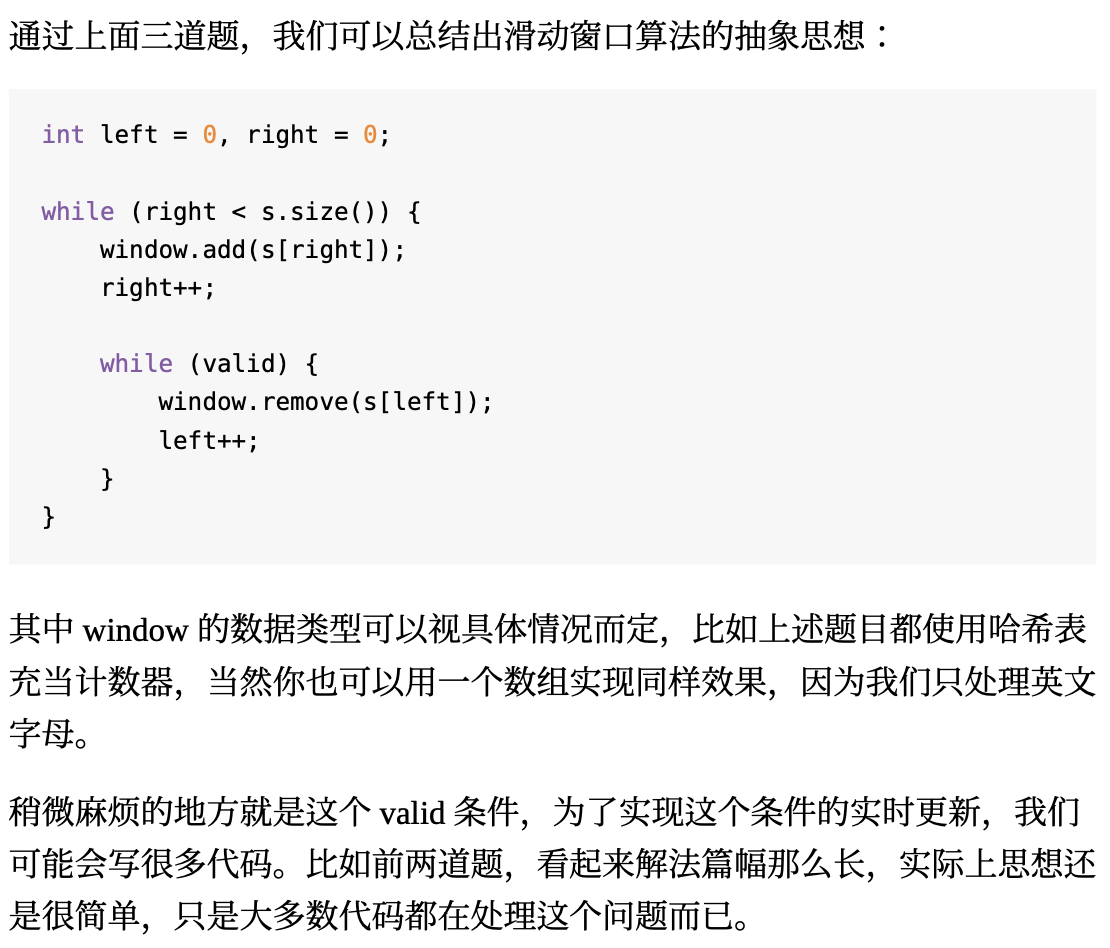 通过上面三道题，我们可以总结出滑动窗口算法的抽象思想：
int left = 0, right = 0;
while (right < s.size()) {
    window.add(s[right]);
    right++;
    while (valid) {
        window.remove(s[left]);
        left++;
    }
}
其中 window 的数据类型可以视具体情况而定，比如上述题目都使用哈希表
充当计数器，当然你也可以用一个数组实现同样效果，因为我们只处理英文
字母。
稍微麻烦的地方就是这个 valid 条件，为了实现这个条件的实时更新，我们
可能会写很多代码。比如前两道题，看起来解法篇幅那么长，实际上思想还
是很简单，只是大多数代码都在处理这个问题而已。